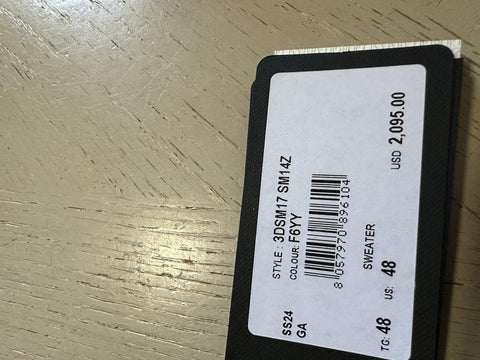 STYLE : 3DSM17 SM14Z
COLOUR: F6YY
8 057970 896104
SS24
GA
SWEATER
USD 2,095.00
TG: 48 US: 48